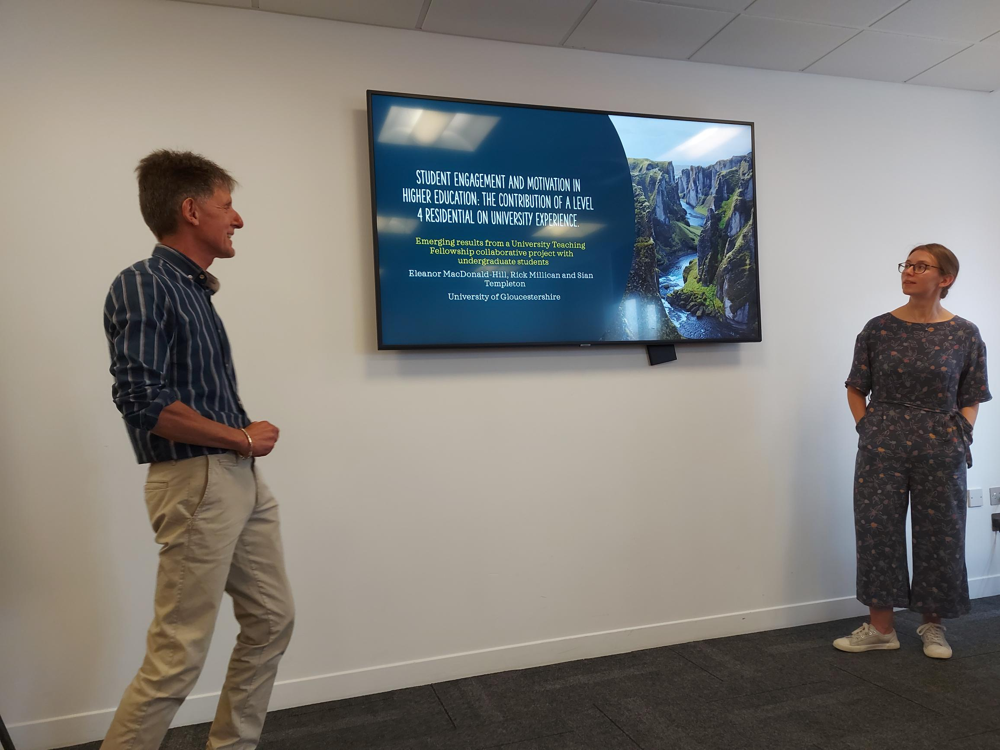 STUDENT ENGAGEMENT AND MOTIVATION IN
HIGHER EDUCATION: THE CONTRIBUTION OF A LEVEL
4 RESIDENTIAL ON UNIVERSITY EXPERIENCE.
Emerging results from a University Teaching
Fellowship collaborative project with
undergraduate students
Eleanor MacDonald-Hill, Rick Millican and Sian
Templeton
University of Gloucestershire